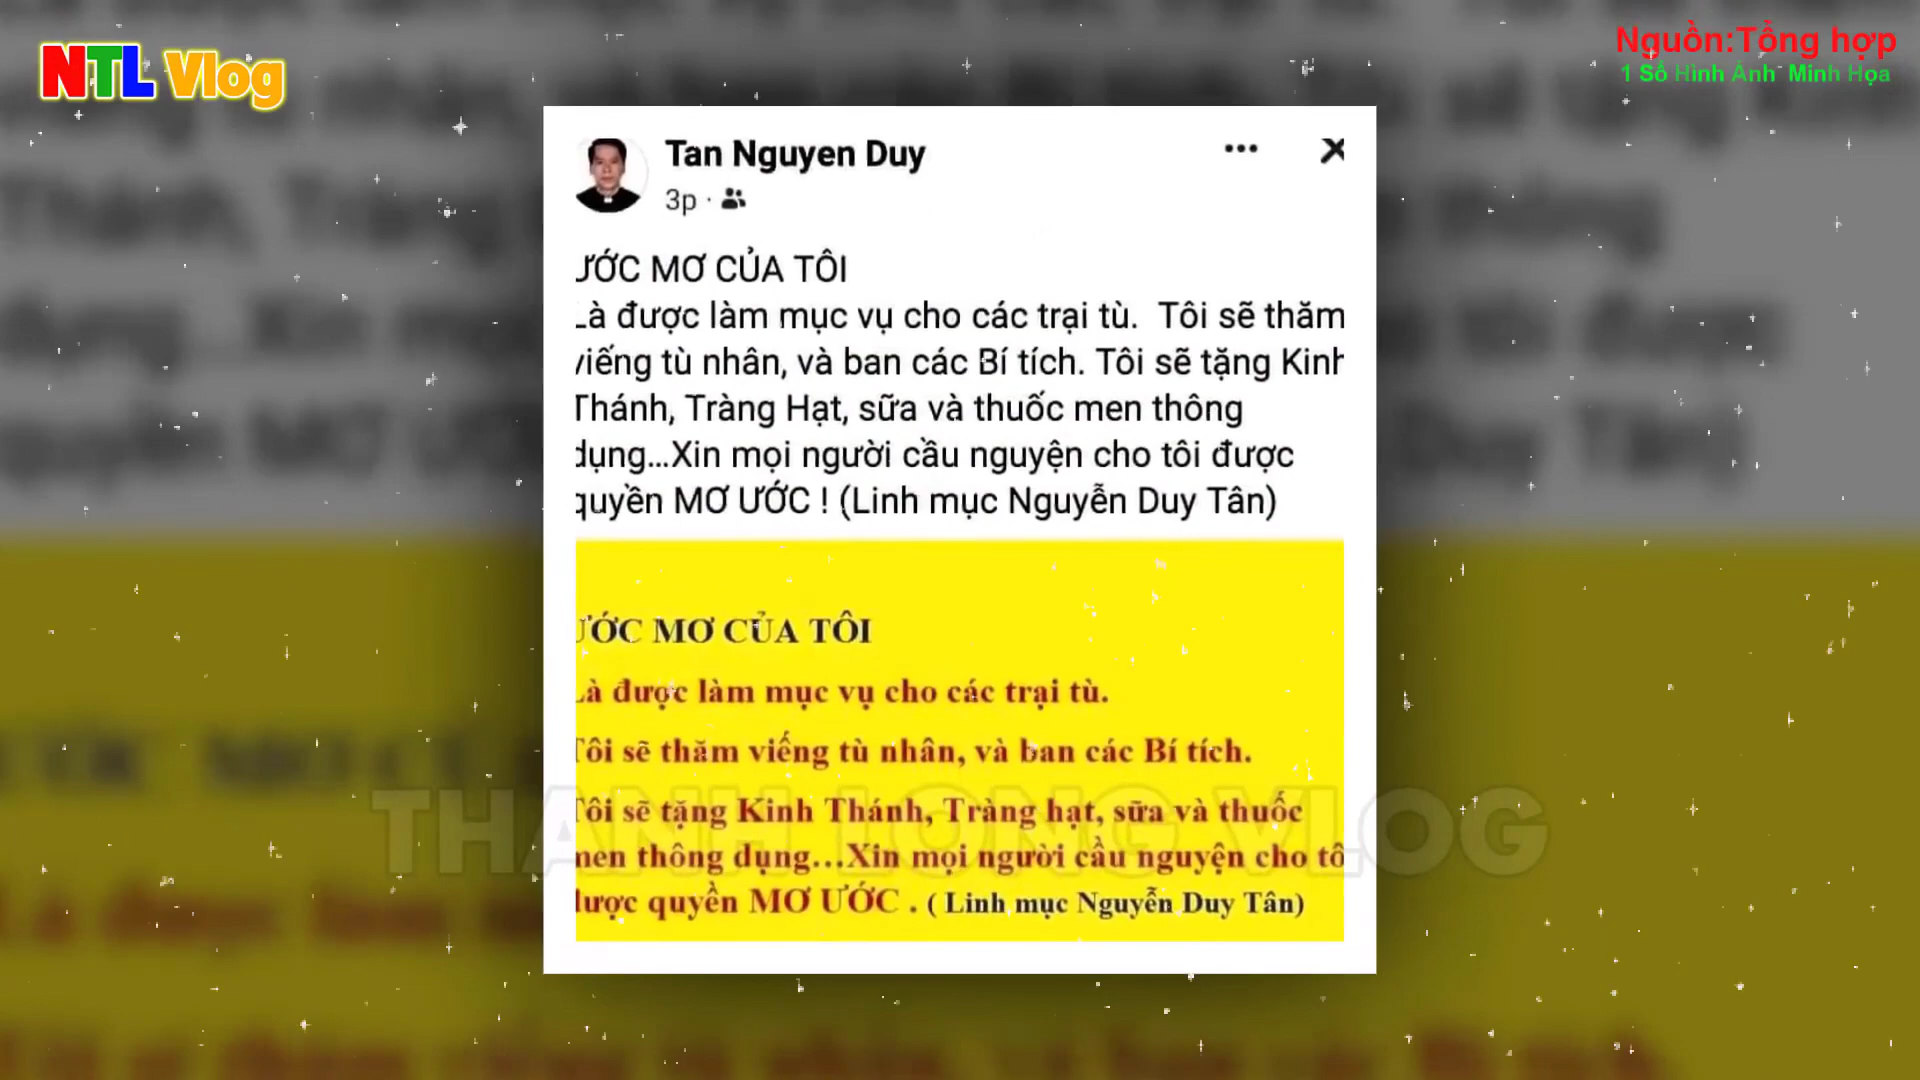 NTL Vlog
Nguồn:Tổng hợp
1 Số Hình Ảnh Minh Họa
Tan Nguyen Duy
3p
ƯỚC MƠ CỦA TÔI
Là được làm mục vụ cho các trại tù. Tôi sẽ thăm
viếng tù nhân, và ban các Bí tích. Tôi sẽ tặng Kinh
Thánh, Tràng Hạt, sữa và thuốc men thông
dụng...Xin mọi người cầu nguyện cho tôi được
quyền MƠ ƯỚC ! (Linh mục Nguyễn Duy Tân)
ƯỚC MƠ CỦA TÔI
Là được làm mục vụ cho các trại tù.
Tôi sẽ thăm viếng tù nhân, và ban các Bí tích.
Tôi sẽ tặng Kinh Thánh, Tràng hạt, sữa và thuốc
men thông dụng...Xin mọi người cầu nguyện cho tô
được quyền MƠ ƯỚC . ( Linh mục Nguyễn Duy Tân)
THANH LONG VLOG